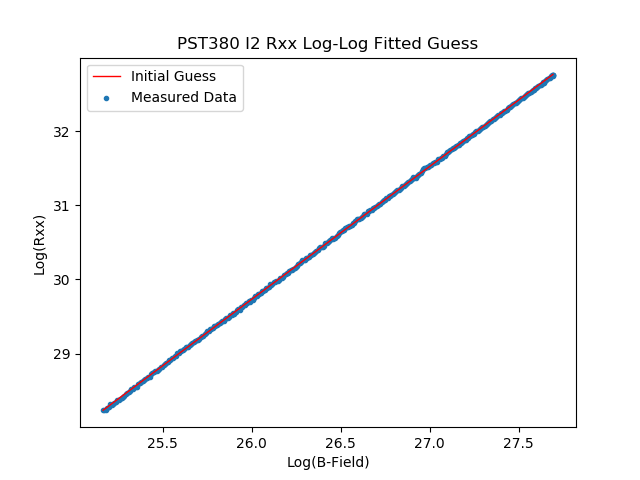 PST380 I2 Rxx Log-Log Fitted Guess
Initial Guess
Measured Data
32
31
30
29
Log(Rxx)
25.5 26.0 26.5 27.0 27.5
Log(B-Field)